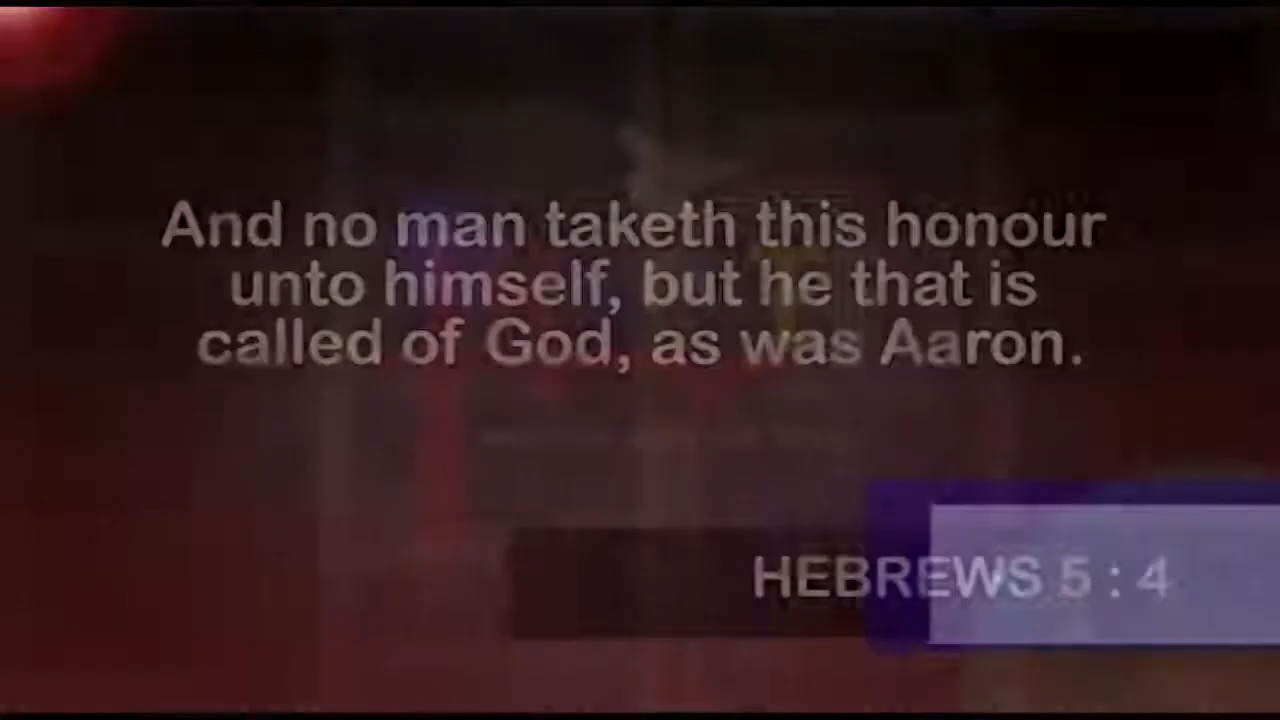 And no man taketh this honour
unto himself, but he that is
called of God, as was Aaron.
HEBREWS 5 : 4